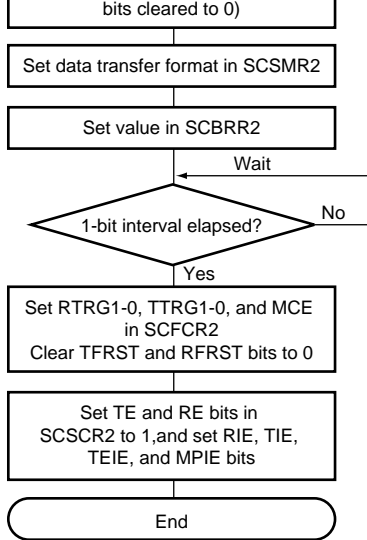 bits cleared to 0)
Set data transfer format in SCSMR2
Set value in SCBRR2
Wait
1-bit interval elapsed?
No
Yes
Set RTRG1-0, TTRG1-0, and MCE
in SCFCR2
Clear TFRST and RFRST bits to 0
Set TE and RE bits in
SCSCR2 to 1,and set RIE, TIE,
TEIE, and MPIE bits
End